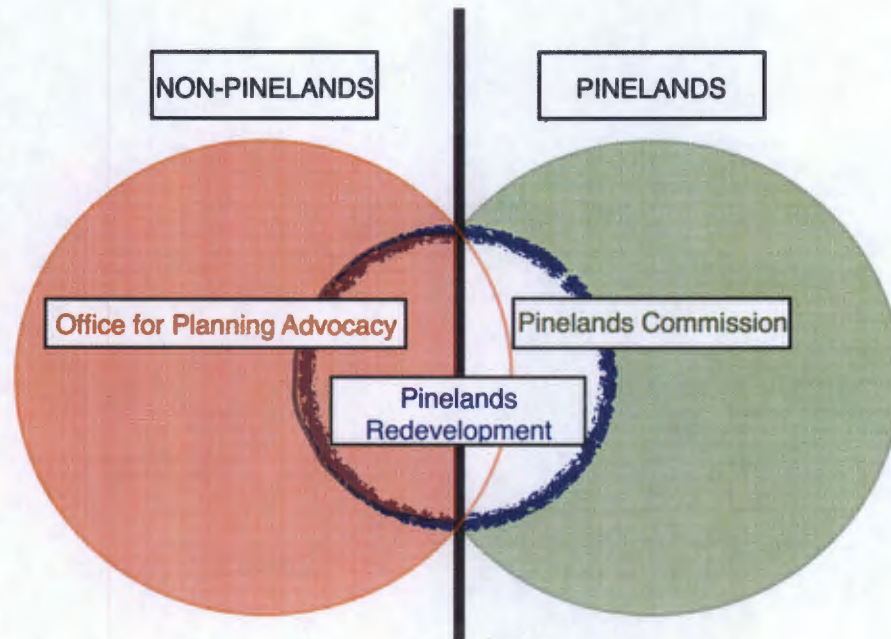 NON-PINELANDS
PINELANDS
Office for Planning Advocacy
Pinelands Commission
Pinelands
Redevelopment